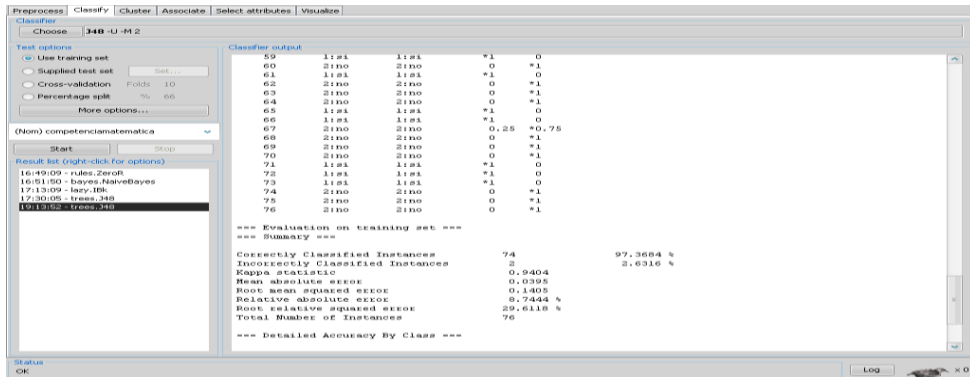 Preprocess Classify Cluster Associate Select attributes Visualize
Classifier
Choose J48 -U -M 2
Test options
Use training set
Supplied test set Set...
Cross-validation Folds 10
Percentage split % 66
More options...
(Nom) competenciamatematica
Start Stop
Result list (right-click for options)
16:49:09 - rules.ZeroR
16:51:50 - bayes.NaiveBayes
17:13:09 - lazy.IBk
17:30:05 - trees.J48
19:13:52 - trees.J48
Classifier output
59 1:si 1:si *1 0
60 2:no 2:no 0 *1
61 1:si 1:si *1 0
62 2:no 2:no 0 *1
63 2:no 2:no 0 *1
64 2:no 2:no 0 *1
65 1:si 1:si *1 0
66 1:si 1:si *1 0
67 2:no 2:no 0.25 *0.75
68 2:no 2:no 0 *1
69 2:no 2:no 0 *1
70 2:no 2:no 0 *1
71 1:si 1:si *1 0
72 1:si 1:si *1 0
73 1:si 1:si *1 0
74 2:no 2:no 0 *1
75 2:no 2:no 0 *1
76 2:no 2:no 0 *1
=== Evaluation on training set ===
=== Summary ===
Correctly Classified Instances 74 97.3684 %
Incorrectly Classified Instances 2 2.6316 %
Kappa statistic 0.9404
Mean absolute error 0.0395
Root mean squared error 0.1405
Relative absolute error 8.7444 %
Root relative squared error 29.6118 %
Total Number of Instances 76
=== Detailed Accuracy By Class ===
Status
OK
Log
x 0